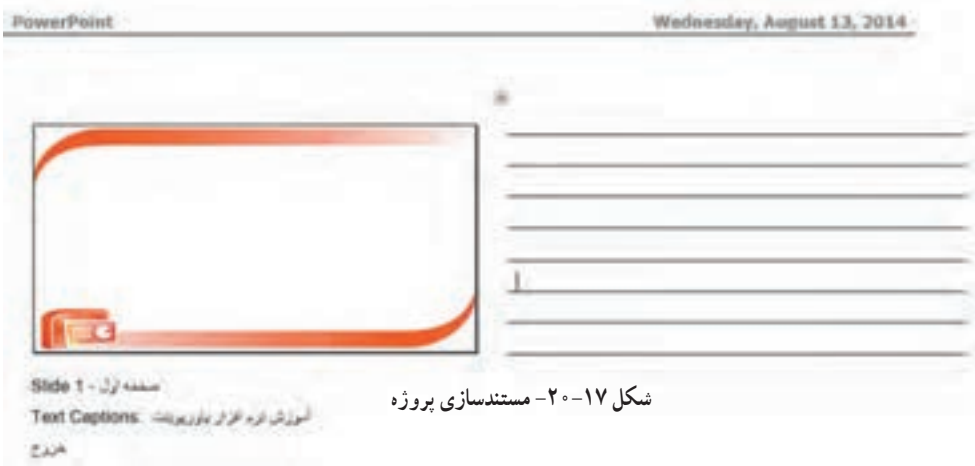 PowerPoint
Wednesday, August 13, 2014
Slide 1 - صفحه اول
Text Captions: آموزش نرم افزار پاورپوینت
خروج
شکل ۱۷-۲۰- مستندسازی پروژه